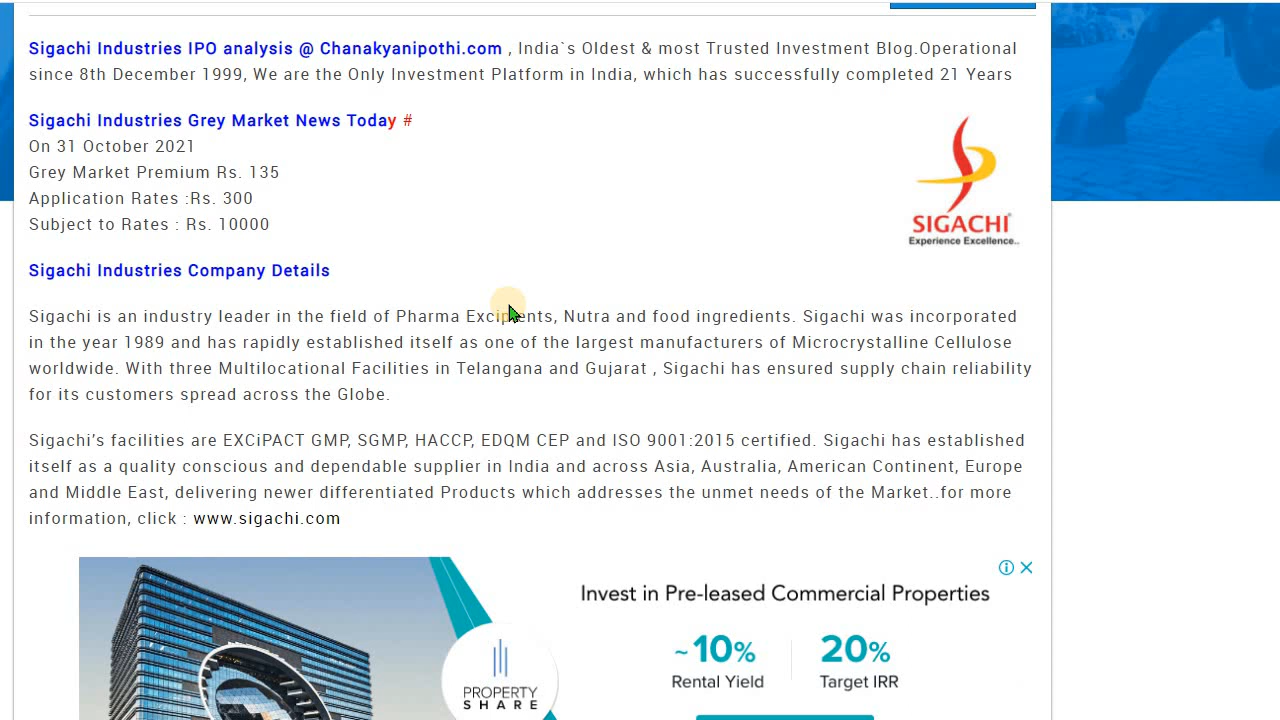 Sigachi Industries IPO analysis @ Chanakyanipothi.com , India`s Oldest & most Trusted Investment Blog.Operational
since 8th December 1999, We are the Only Investment Platform in India, which has successfully completed 21 Years
Sigachi Industries Grey Market News Today #
On 31 October 2021
Grey Market Premium Rs. 135
Application Rates :Rs. 300
Subject to Rates : Rs. 10000
SIGACHI®
Experience Excellence..
Sigachi Industries Company Details
Sigachi is an industry leader in the field of Pharma Excipients, Nutra and food ingredients. Sigachi was incorporated
in the year 1989 and has rapidly established itself as one of the largest manufacturers of Microcrystalline Cellulose
worldwide. With three Multilocational Facilities in Telangana and Gujarat , Sigachi has ensured supply chain reliability
for its customers spread across the Globe.
Sigachi’s facilities are EXCiPACT GMP, SGMP, HACCP, EDQM CEP and ISO 9001:2015 certified. Sigachi has established
itself as a quality conscious and dependable supplier in India and across Asia, Australia, American Continent, Europe
and Middle East, delivering newer differentiated Products which addresses the unmet needs of the Market..for more
information, click : www.sigachi.com
Invest in Pre-leased Commercial Properties
~10% 20%
Rental Yield Target IRR
PROPERTY
SHARE